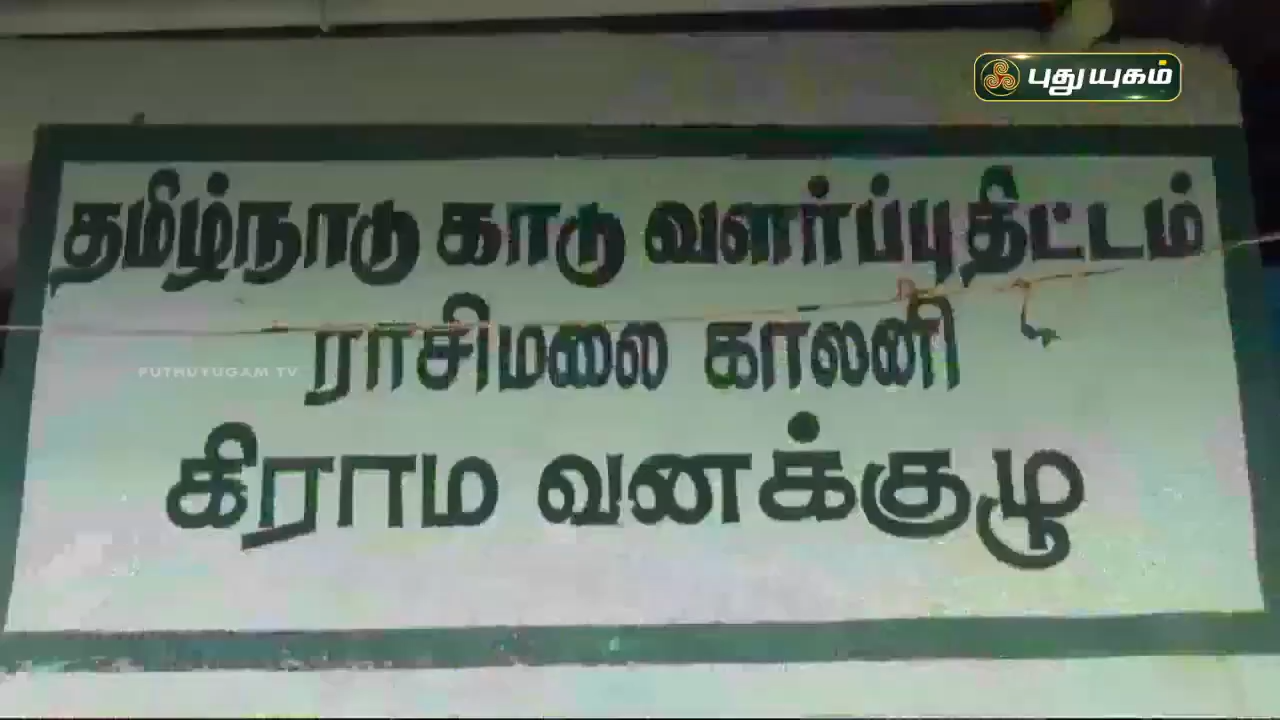 புதுயுகம்
தமிழ்நாடு காடு வளர்ப்புதிட்டம்
ராசிமலை காலனி
PUTHUYUGAM TV
கிராம வனக்குழு